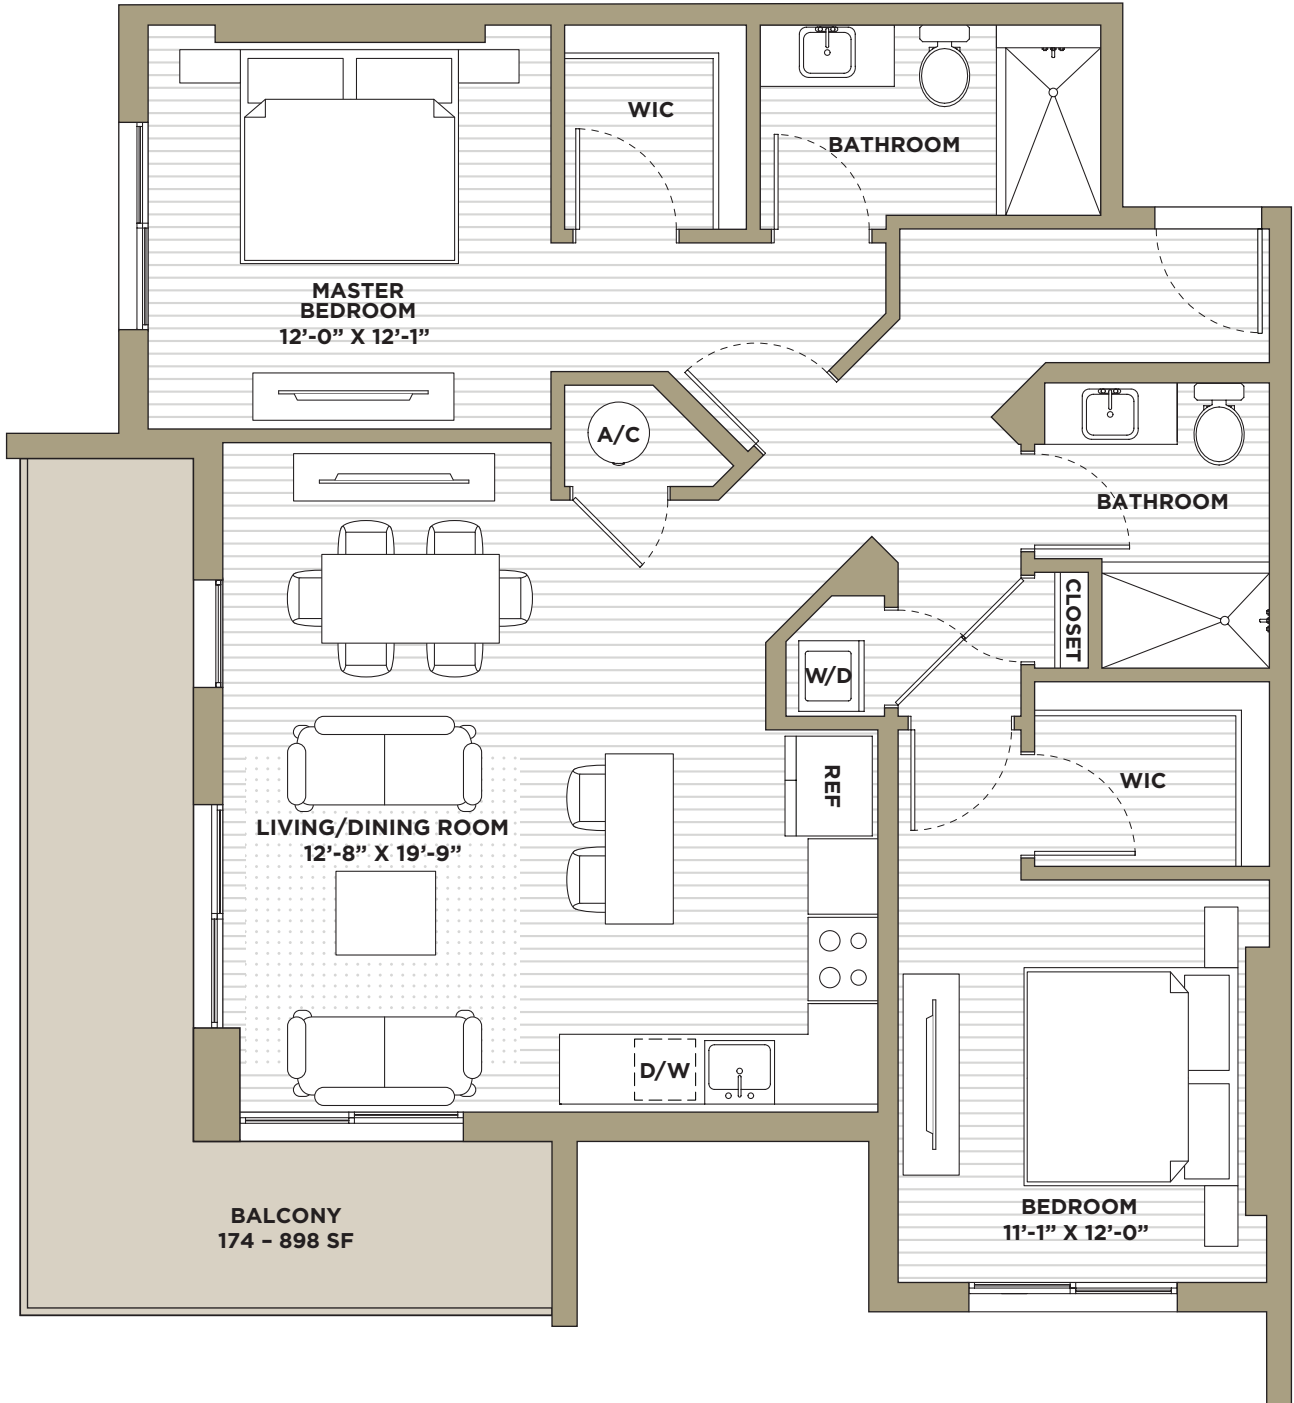 WIC
BATHROOM
MASTER
BEDROOM
12’-0” X 12’-1”
A/C
BATHROOM
CLOSET
W/D
REF
WIC
LIVING/DINING ROOM
12’-8” X 19’-9”
D/W
BALCONY
174 – 898 SF
BEDROOM
11’-1” X 12’-0”